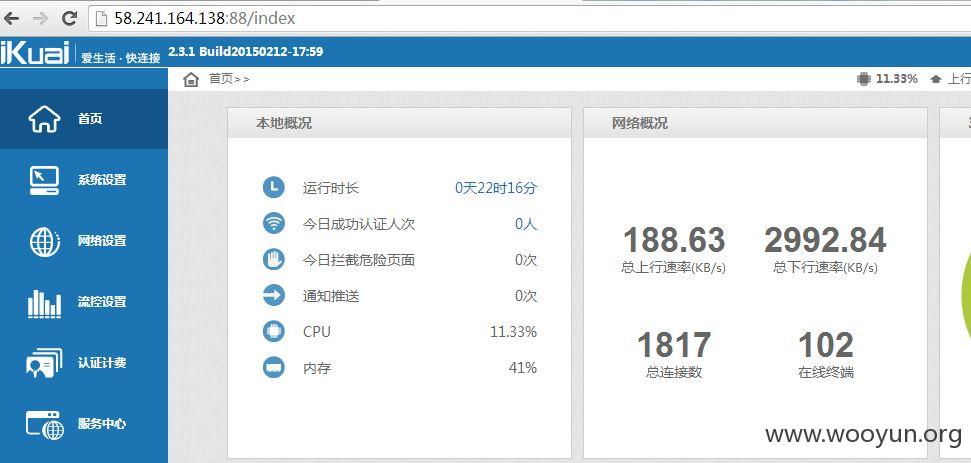 58.241.164.138:88/index
iKuai 爱生活·快连接 2.3.1 Build20150212-17:59
首页>> 11.33% 上行
首页
系统设置
网络设置
流控设置
认证计费
服务中心
本地概况
运行时长 0天22时16分
今日成功认证人次 0人
今日拦截危险页面 0次
通知推送 0次
CPU 11.33%
内存 41%
网络概况
188.63 2992.84
总上行速率(KB/s) 总下行速率(KB/s)
1817 102
总连接数 在线终端
www.wooyun.org